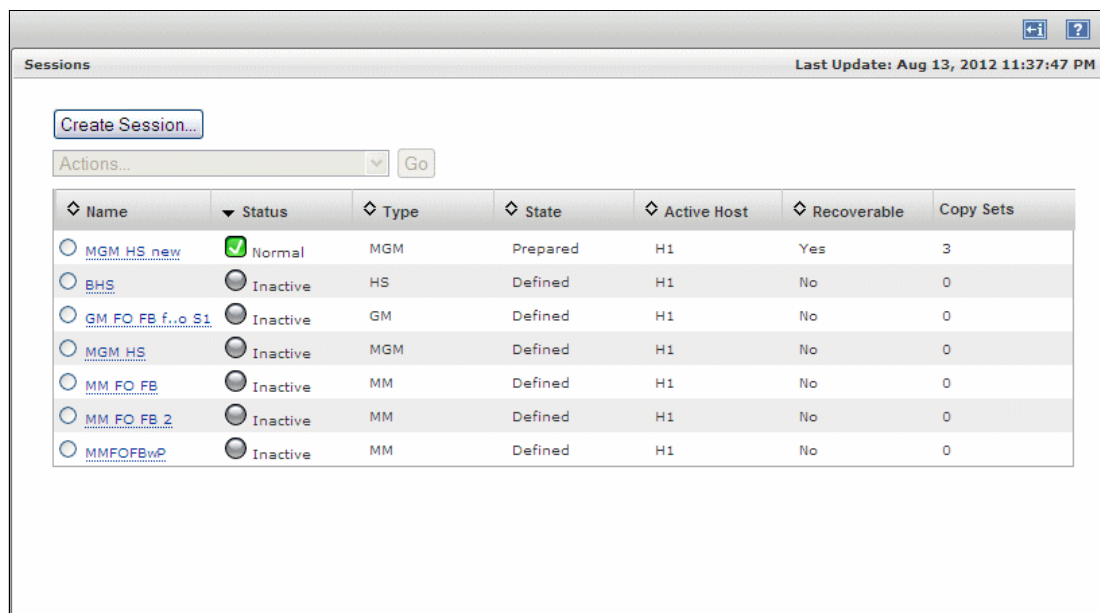 Sessions Last Update: Aug 13, 2012 11:37:47 PM
Create Session...
Actions... Go
Name Status Type State Active Host Recoverable Copy Sets
MGM HS new Normal MGM Prepared H1 Yes 3
BHS Inactive HS Defined H1 No 0
GM FO FB f..o S1 Inactive GM Defined H1 No 0
MGM HS Inactive MGM Defined H1 No 0
MM FO FB Inactive MM Defined H1 No 0
MM FO FB 2 Inactive MM Defined H1 No 0
MMFOFBwP Inactive MM Defined H1 No 0